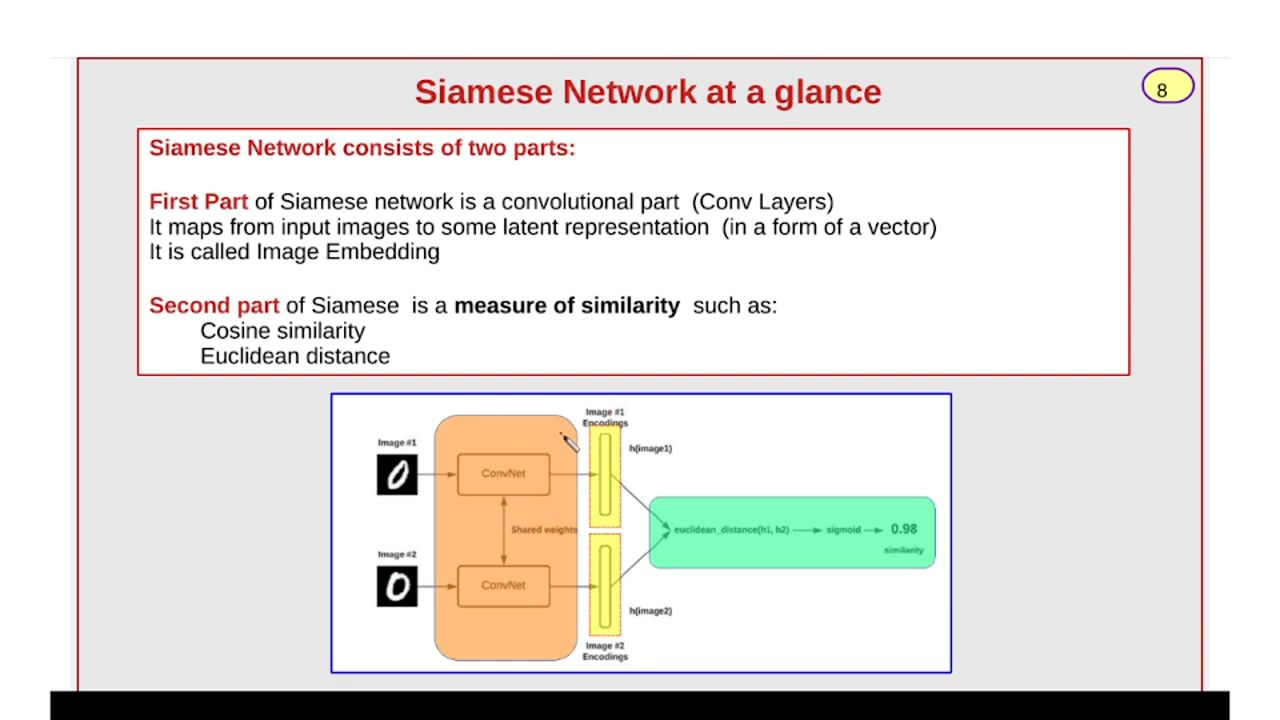 Siamese Network at a glance
8
Siamese Network consists of two parts:
First Part of Siamese network is a convolutional part (Conv Layers)
It maps from input images to some latent representation (in a form of a vector)
It is called Image Embedding
Second part of Siamese is a measure of similarity such as:
Cosine similarity
Euclidean distance
Image #1
Encodings
Image #1
h(image1)
ConvNet
Shared weights
euclidean_distance(h1, h2)
sigmoid
0.98
similarity
Image #2
ConvNet
h(image2)
Image #2
Encodings